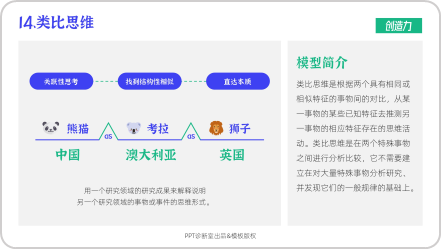 14.类比思维
创造力
关联性思考
找到结构性相似
直达本质
熊猫
as
考拉
as
狮子
中国
澳大利亚
英国
用一个研究领域的研究成果来解释说明
另一个研究领域的事物或事件的思维形式。
模型简介
类比思维是根据两个具有相同或
相似特征的事物间的对比，从某
一事物的某些已知特征去推测另
一事物的相应特征存在的思维活
动。类比思维是在两个特殊事物
之间进行分析比较，它不需要建
立在对大量特殊事物分析研究、
并发现它们的一般规律的基础上。
PPT诊断室出品&模板版权